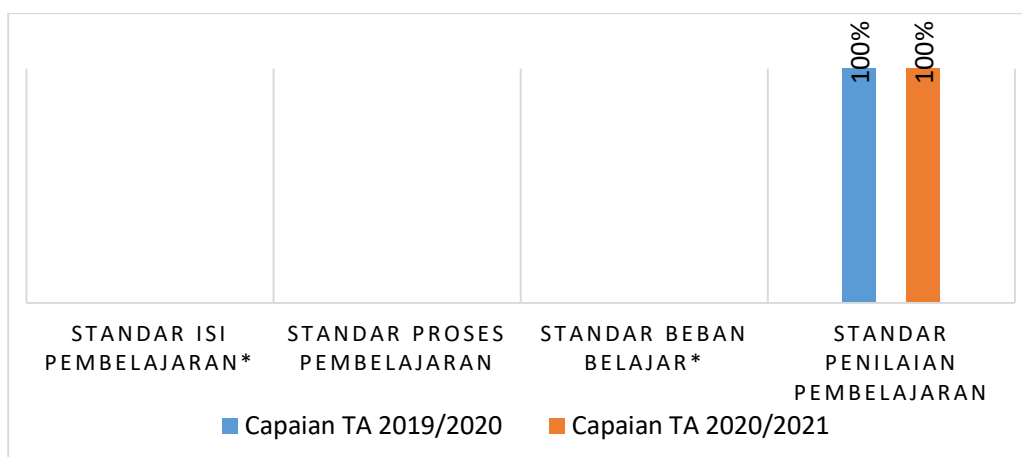 100%
100%
STANDAR ISI
PEMBELAJARAN*
STANDAR PROSES
PEMBELAJARAN
STANDAR BEBAN
BELAJAR*
STANDAR
PENILAIAN
PEMBELAJARAN
Capaian TA 2019/2020
Capaian TA 2020/2021